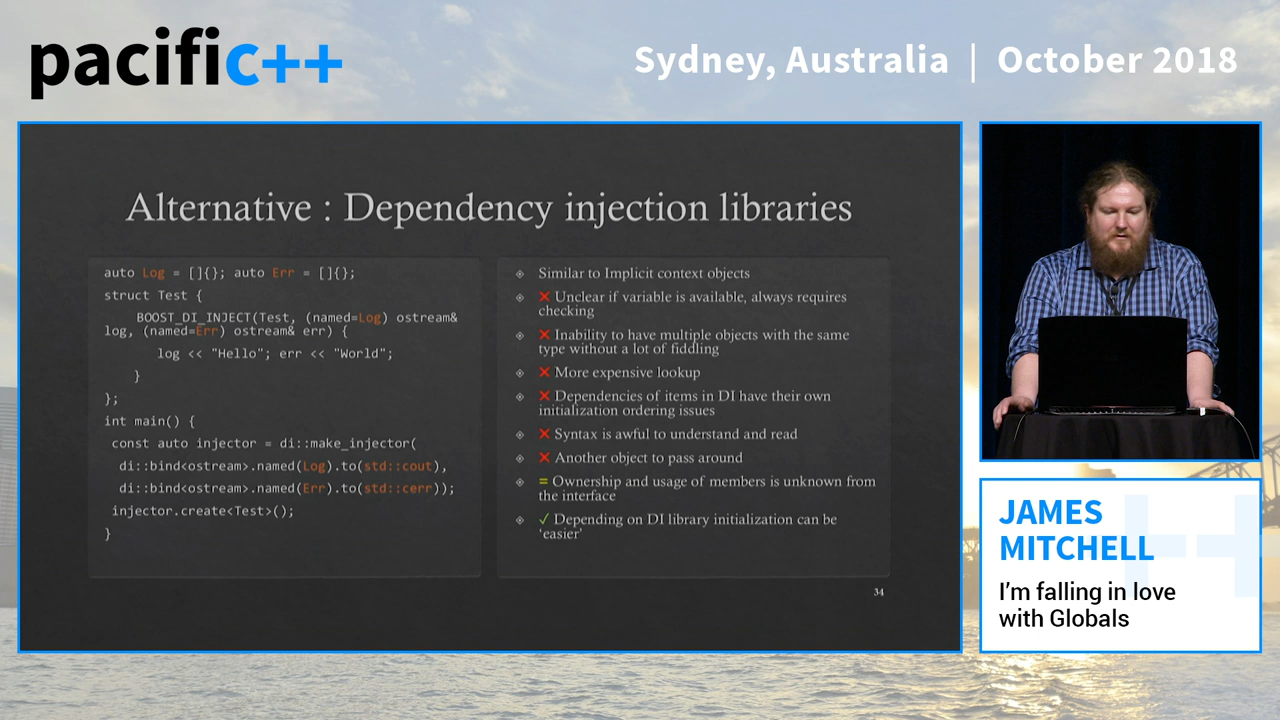 pacific++
Sydney, Australia | October 2018
Alternative : Dependency injection libraries
auto Log = []{}; auto Err = []{};
struct Test {
BOOST_DI_INJECT(Test, (named=Log) ostream&
log, (named=Err) ostream& err) {
log << "Hello"; err << "World";
}
};
int main() {
const auto injector = di::make_injector(
di::bind<ostream>.named(Log).to(std::cout),
di::bind<ostream>.named(Err).to(std::cerr));
injector.create<Test>();
}
Similar to Implicit context objects
❌ Unclear if variable is available, always requires
checking
❌ Inability to have multiple objects with the same
type without a lot of fiddling
❌ More expensive lookup
❌ Dependencies of items in DI have their own
initialization ordering issues
❌ Syntax is awful to understand and read
❌ Another object to pass around
= Ownership and usage of members is unknown from
the interface
✓ Depending on DI library initialization can be
‘easier’
34
JAMES
MITCHELL
I'm falling in love
with Globals